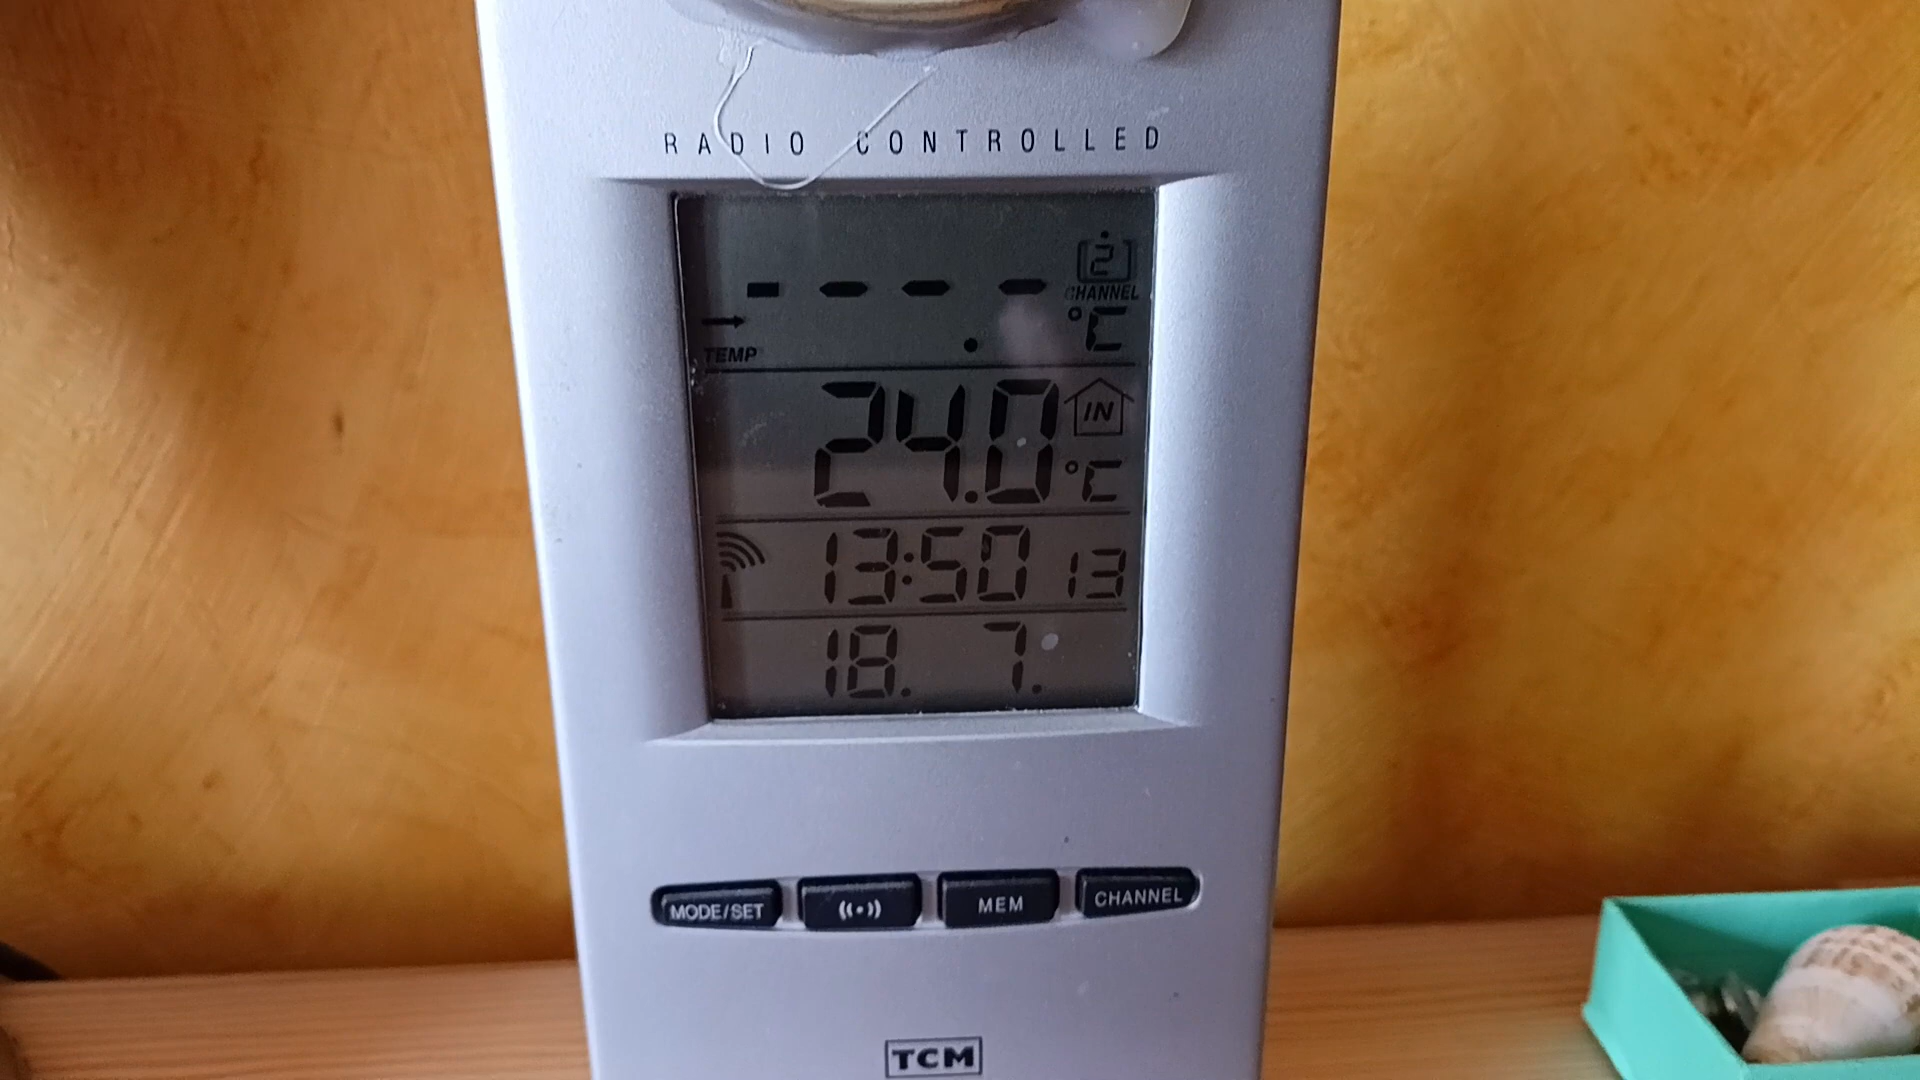 RADIO CONTROLLED
2
CHANNEL
- - - . - °C
TEMP
24.0 IN °C
13:50 13
18. 7.
MODE/SET ((•)) MEM CHANNEL
TCM